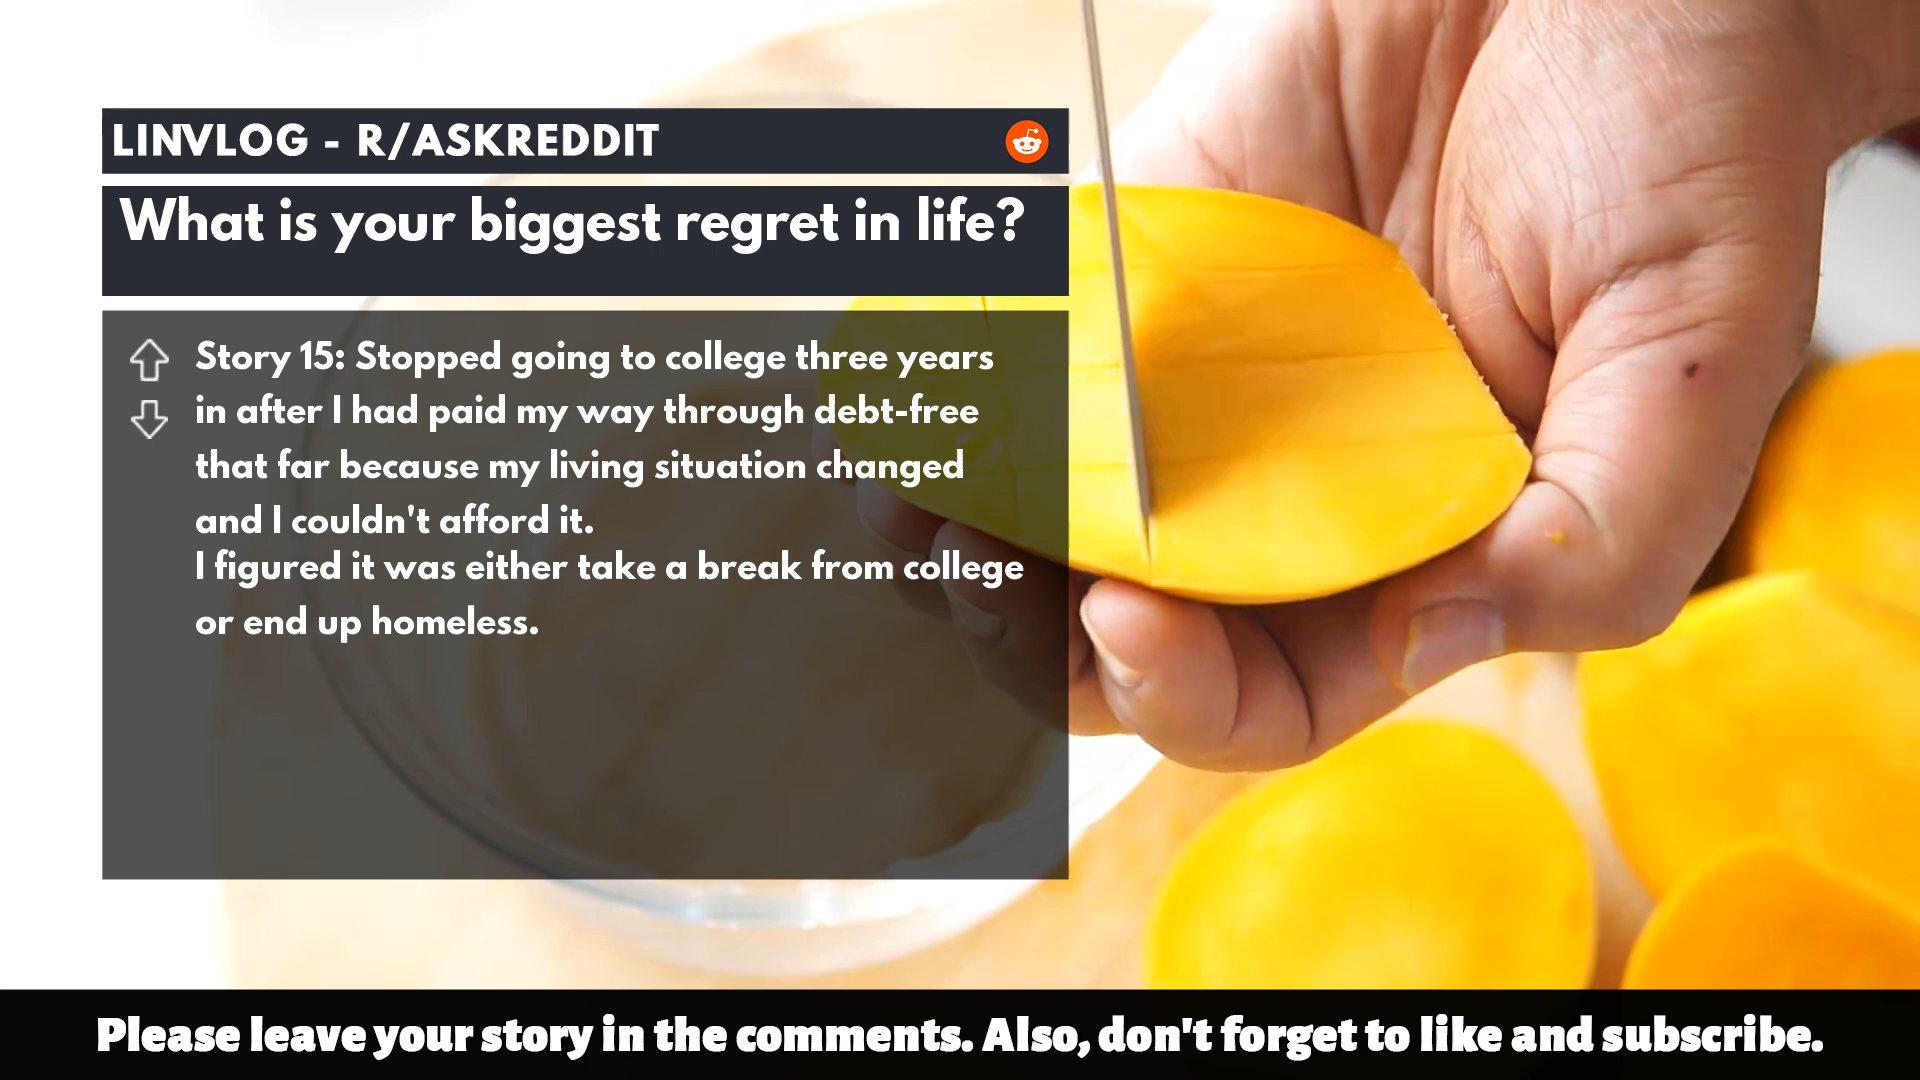 LINVLOG - R/ASKREDDIT
What is your biggest regret in life?
Story 15: Stopped going to college three years
in after I had paid my way through debt-free
that far because my living situation changed
and I couldn't afford it.
I figured it was either take a break from college
or end up homeless.
Please leave your story in the comments. Also, don't forget to like and subscribe.